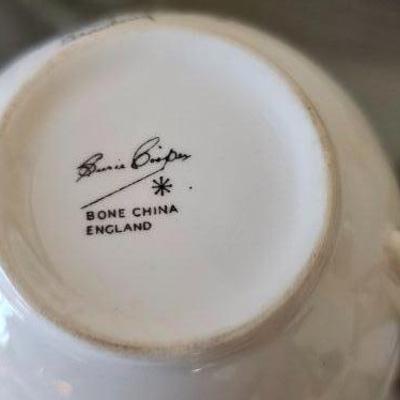 Susie Cooper
BONE CHINA
ENGLAND